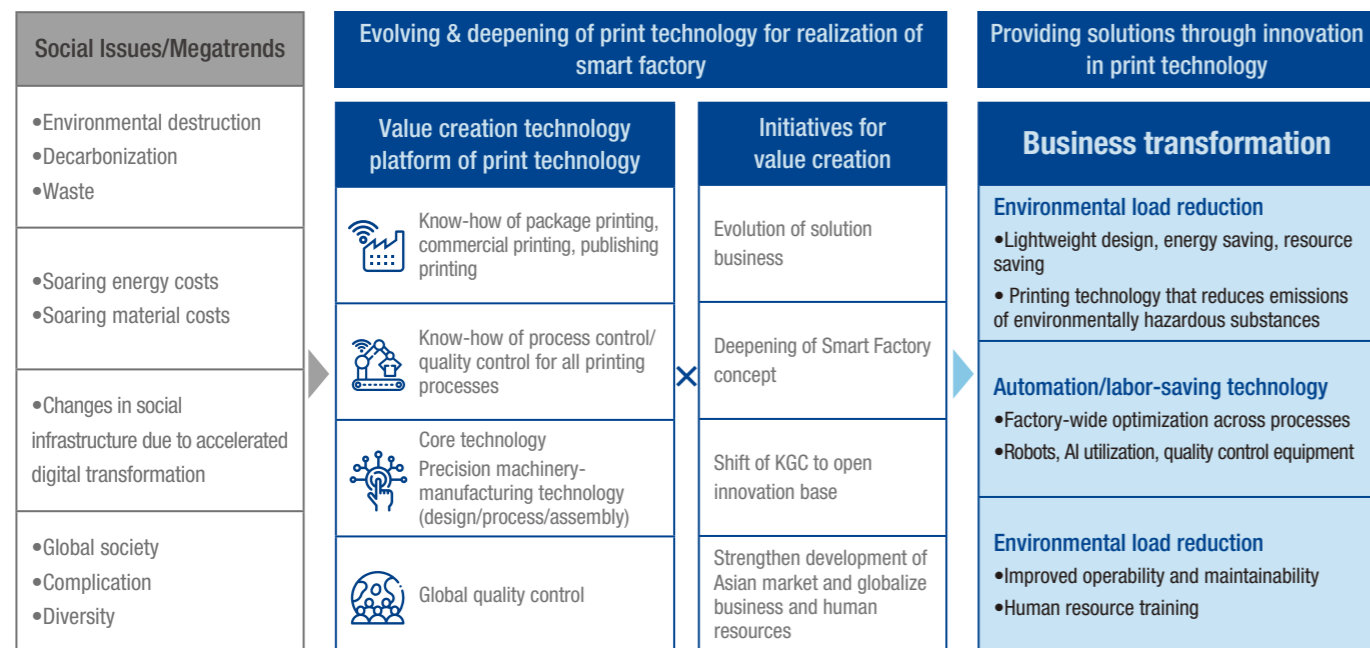 Social Issues/Megatrends
•Environmental destruction
•Decarbonization
•Waste
•Soaring energy costs
•Soaring material costs
•Changes in social
infrastructure due to accelerated
digital transformation
•Global society
•Complication
•Diversity
Evolving & deepening of print technology for realization of
smart factory
Value creation technology
platform of print technology
Know-how of package printing,
commercial printing, publishing
printing
Know-how of process control/
quality control for all printing
processes
Core technology
Precision machinery-
manufacturing technology
(design/process/assembly)
Global quality control
×
Initiatives for
value creation
Evolution of solution
business
Deepening of Smart Factory
concept
Shift of KGC to open
innovation base
Strengthen development of
Asian market and globalize
business and human
resources
Providing solutions through innovation
in print technology
Business transformation
Environmental load reduction
•Lightweight design, energy saving, resource
saving
• Printing technology that reduces emissions
of environmentally hazardous substances
Automation/labor-saving technology
•Factory-wide optimization across processes
•Robots, AI utilization, quality control equipment
Environmental load reduction
•Improved operability and maintainability
•Human resource training